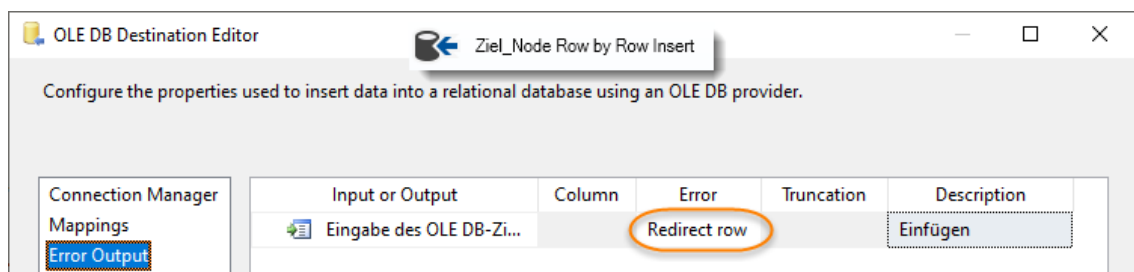 OLE DB Destination Editor
Ziel_Node Row by Row Insert
Configure the properties used to insert data into a relational database using an OLE DB provider.
Connection Manager
Mappings
Error Output
Input or Output Column Error Truncation Description
Eingabe des OLE DB-Zi... Redirect row Einfügen